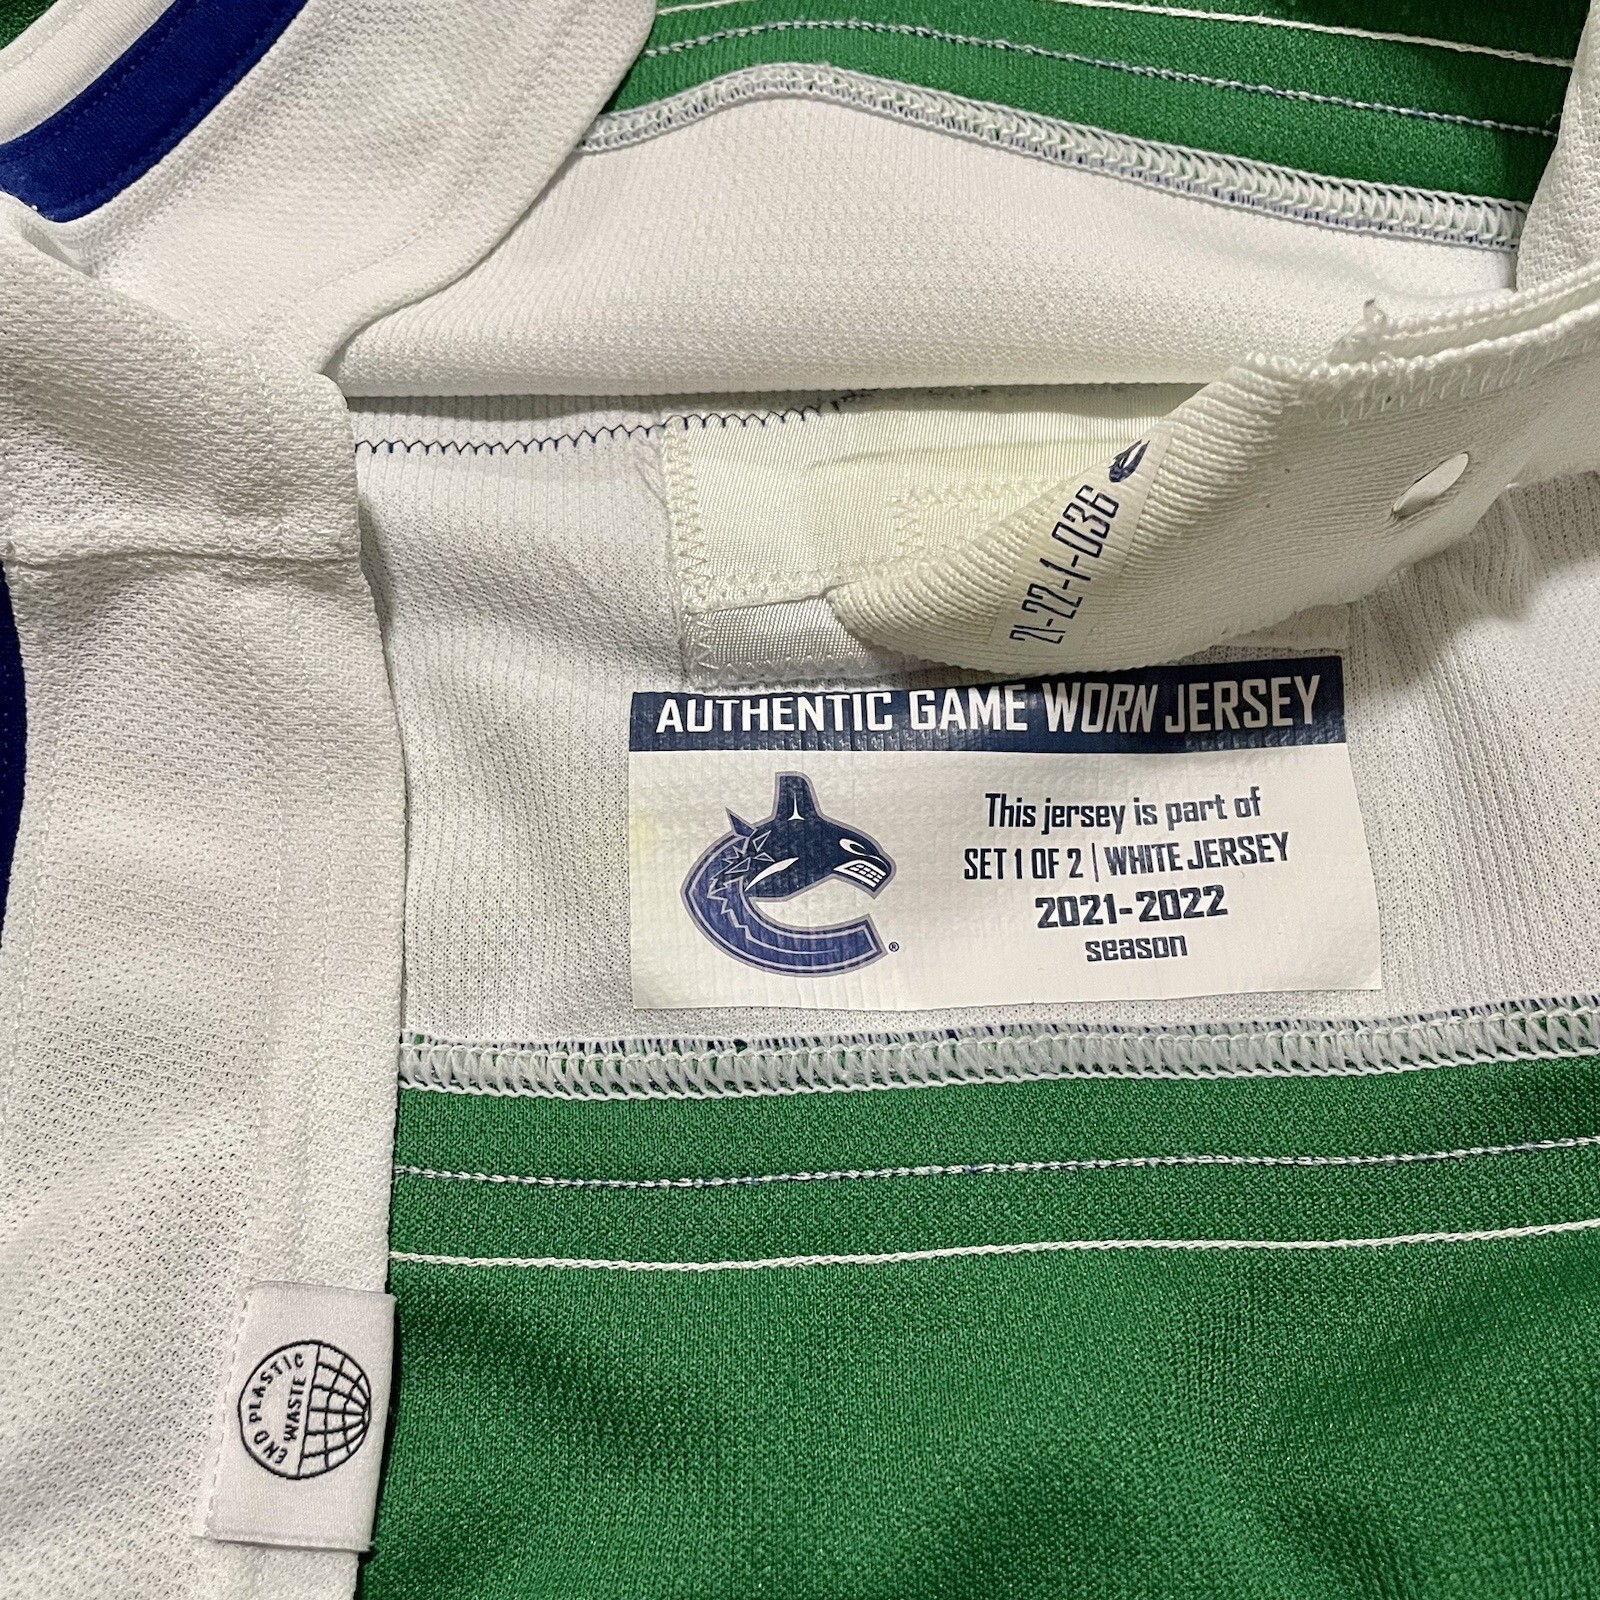 21-22-1-036
AUTHENTIC GAME WORN JERSEY
This jersey is part of
SET 1 OF 2 | WHITE JERSEY
2021-2022
season
®
END PLASTIC
WASTE